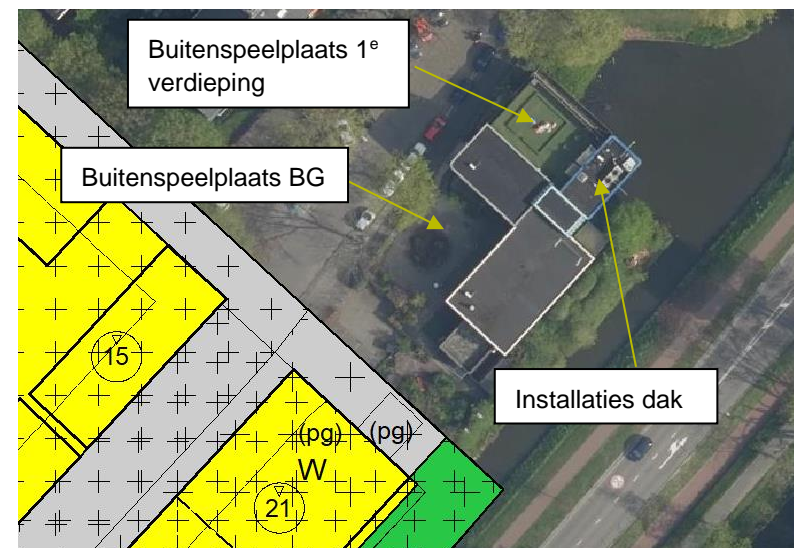 Buitenspeelplaats 1e
verdieping
Buitenspeelplaats BG
15
Installaties dak
(pg) (pg)
W
21